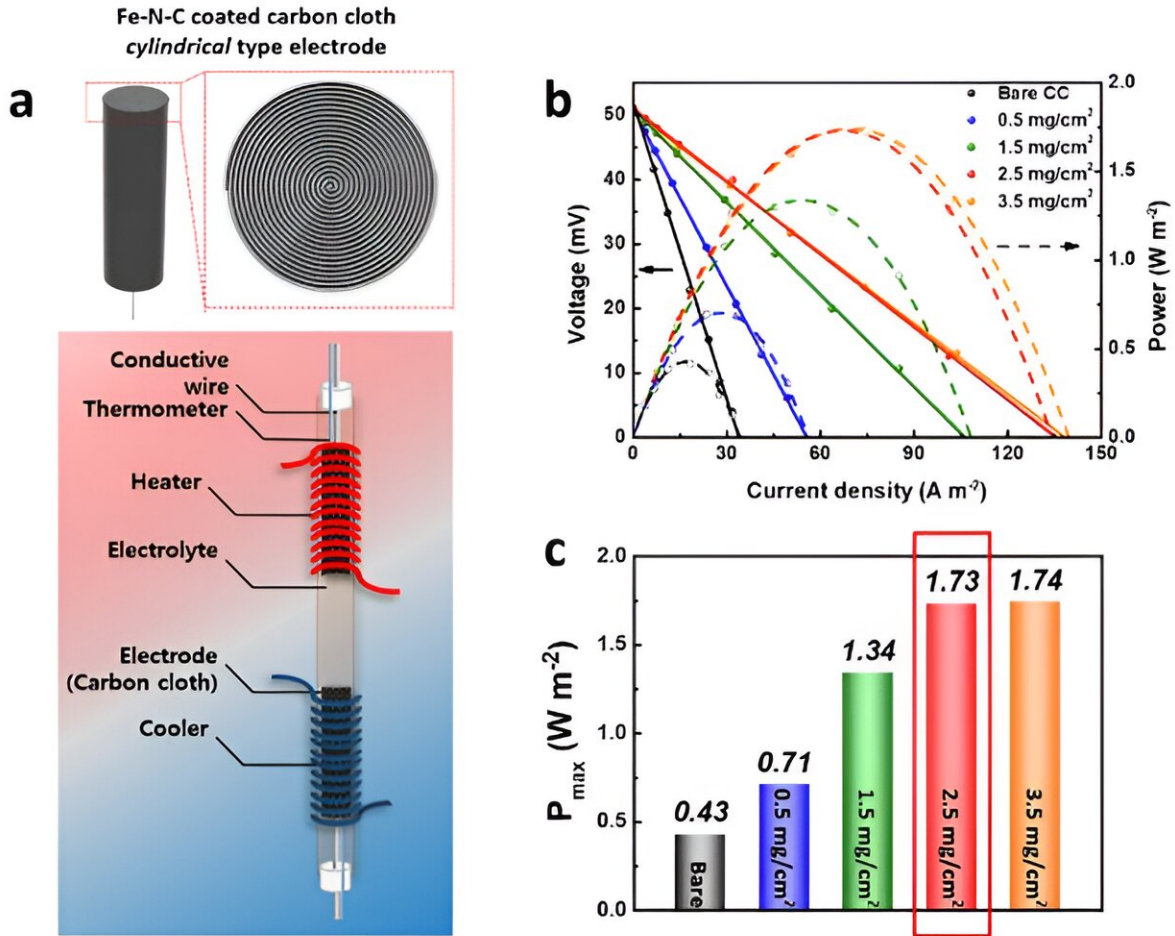 Fe-N-C coated carbon cloth
cylindrical type electrode
a
Conductive
wire
Thermometer
Heater
Electrolyte
Electrode
(Carbon cloth)
Cooler
b
Bare CC
0.5 mg/cm²
1.5 mg/cm²
2.5 mg/cm²
3.5 mg/cm²
50
40
30
20
10
0
Voltage (mV)
2.0
1.5
1.0
0.5
0.0
Power (W m⁻²)
0 30 60 90 120 150
Current density (A m⁻²)
c
2.0
1.5
1.0
0.5
0.0
Pmax (W m⁻²)
0.43
0.71
1.34
1.73
1.74
Bare
0.5 mg/cm²
1.5 mg/cm²
2.5 mg/cm²
3.5 mg/cm²